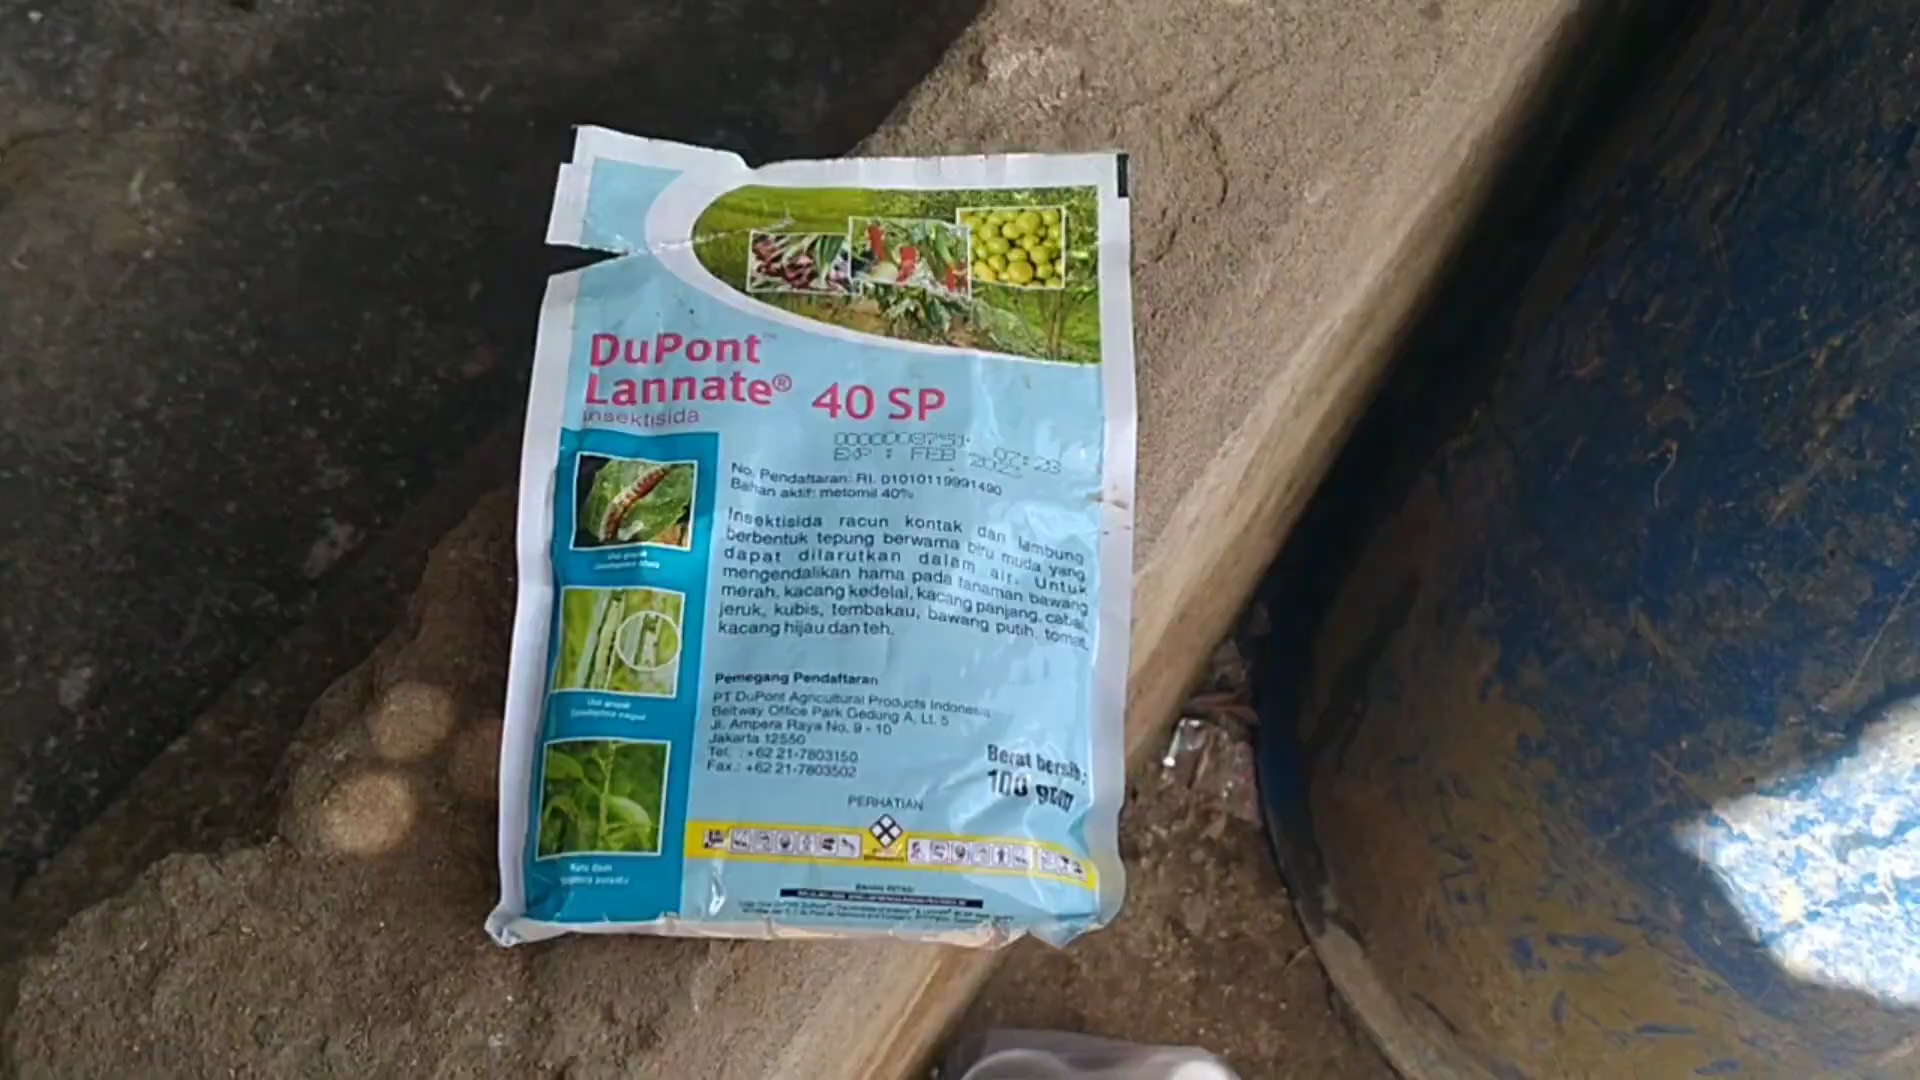 DuPont™
Lannate® 40 SP
insektisida
EXP : FEB
07:28
No. Pendaftaran: RI. 01010119991490
Bahan aktif: metomil 40%
Insektisida racun kontak dan lambung
berbentuk tepung berwarna biru muda yang
dapat dilarutkan dalam air. Untuk
mengendalikan hama pada tanaman bawang
merah, kacang kedelai, kacang panjang, cabai,
jeruk, kubis, tembakau, bawang putih, tomat,
kacang hijau dan teh.
Pemegang Pendaftaran
PT DuPont Agricultural Products Indonesia
Beltway Office Park Gedung A, Lt. 5
Jl. Ampera Raya No. 9 - 10
Jakarta 12550
Tel. : +62 21-7803150
Fax.: +62 21-7803502
Berat bersih:
100 gram
PERHATIAN